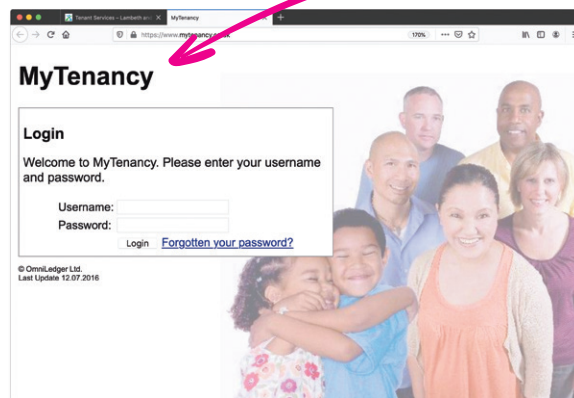 Tenant Services – Lambeth and
MyTenancy
https://www.mytenancy.co.uk
170%
MyTenancy
Login
Welcome to MyTenancy. Please enter your username
and password.
Username:
Password:
Login Forgotten your password?
© OmniLedger Ltd.
Last Update 12.07.2016